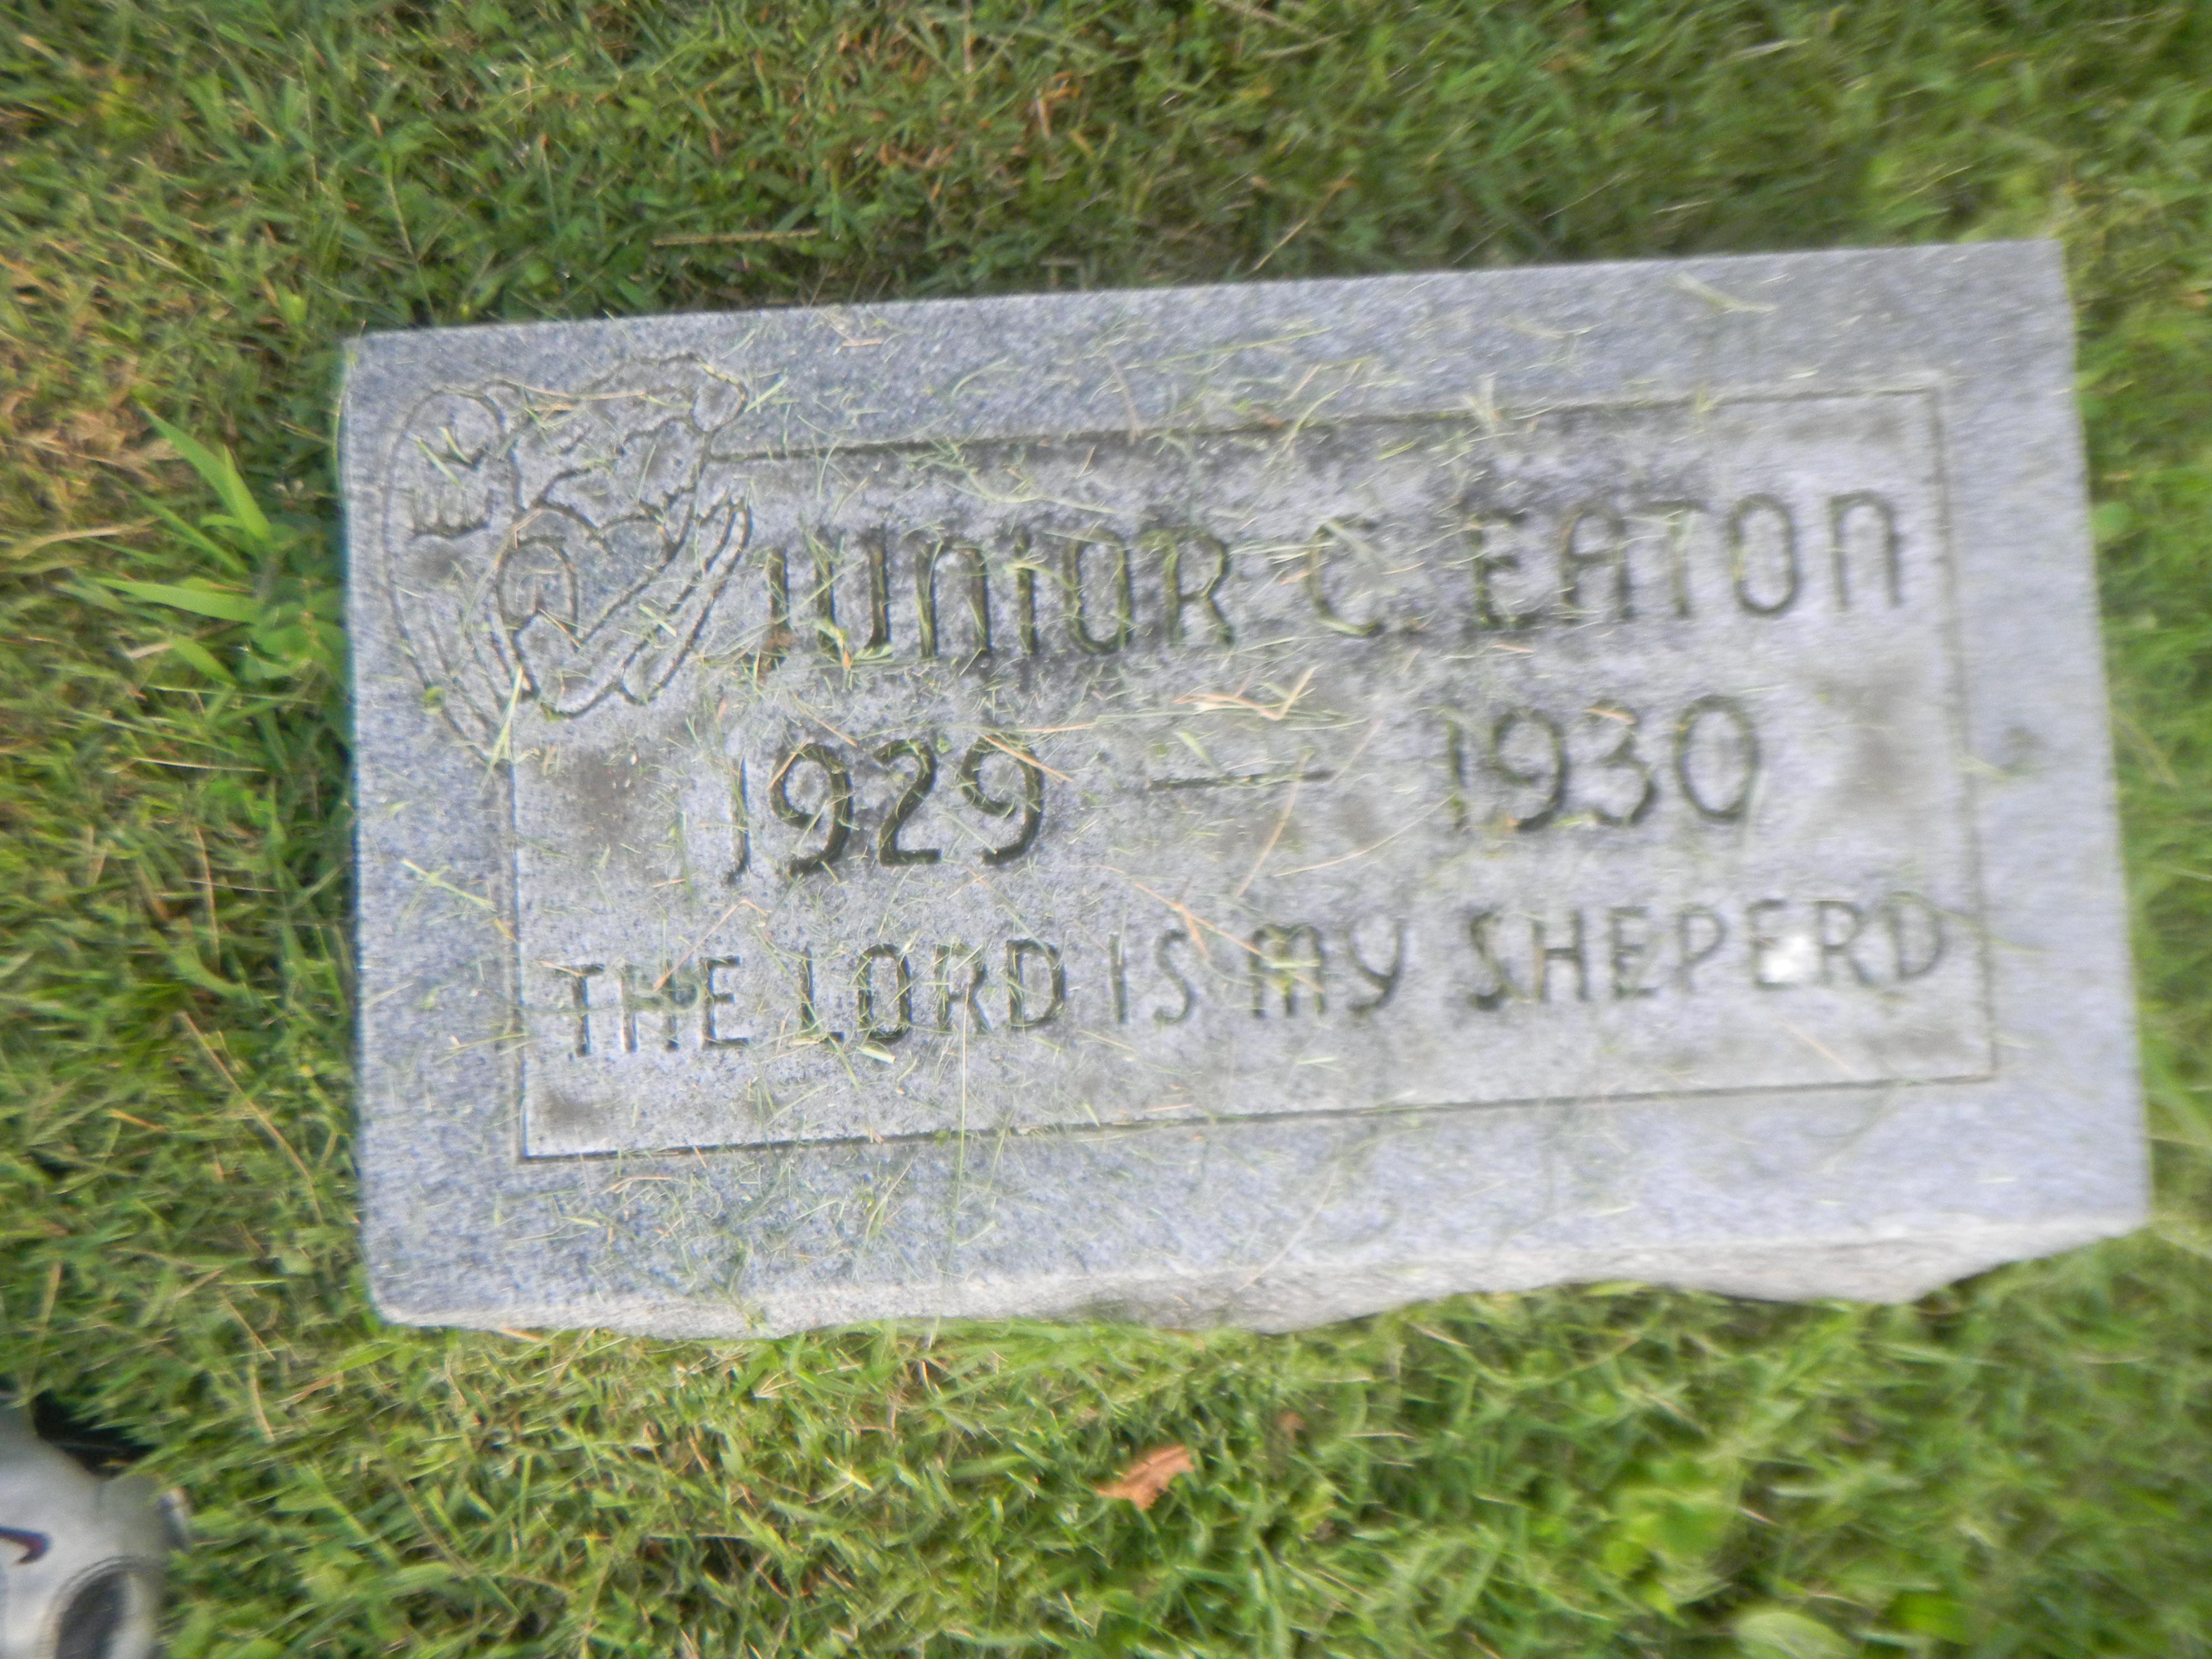 JUNIOR C. EATON
1929 — 1930
THE LORD IS MY SHEPERD